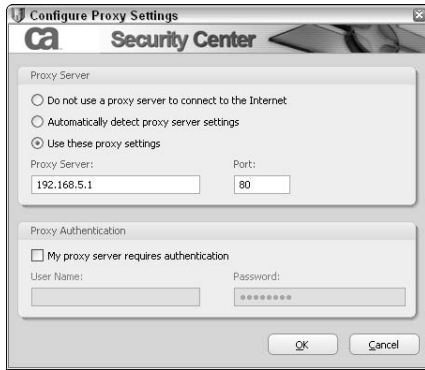 Configure Proxy Settings
ca Security Center
Proxy Server
Do not use a proxy server to connect to the Internet
Automatically detect proxy server settings
Use these proxy settings
Proxy Server: Port:
192.168.5.1 80
Proxy Authentication
My proxy server requires authentication
User Name: Password:
OK Cancel